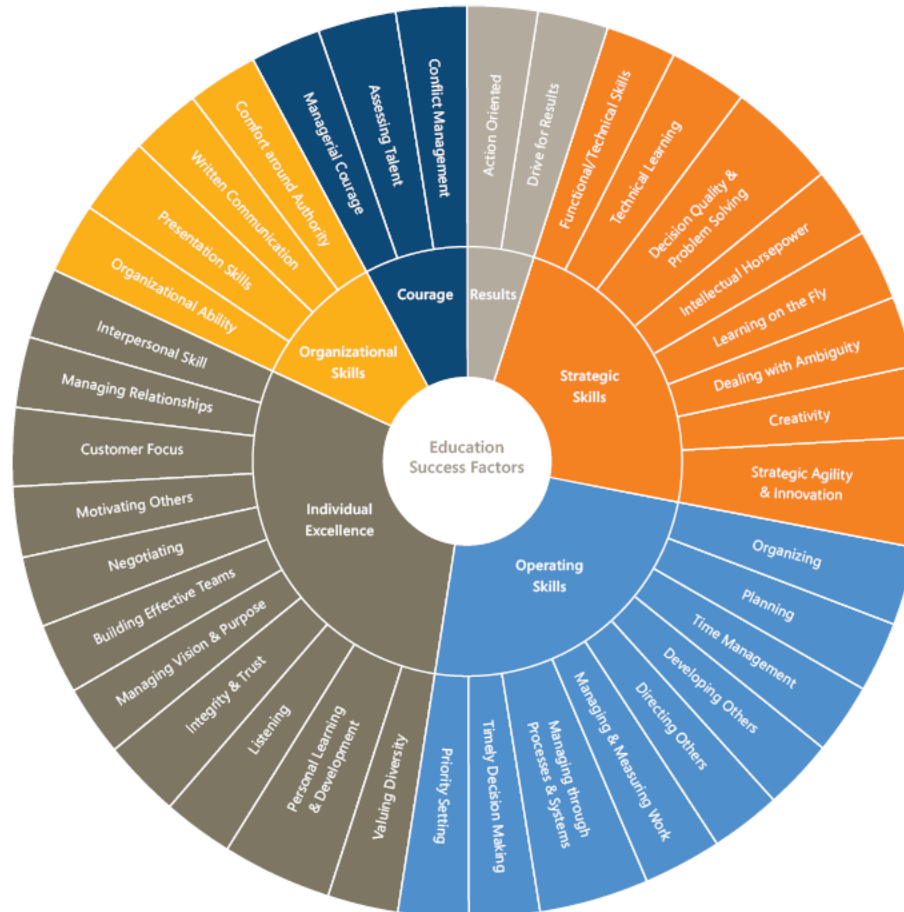 Education
Success Factors
Results
Action Oriented
Drive for Results
Strategic
Skills
Functional/Technical Skills
Technical Learning
Decision Quality &
Problem Solving
Intellectual Horsepower
Learning on the Fly
Dealing with Ambiguity
Creativity
Strategic Agility
& Innovation
Operating
Skills
Organizing
Planning
Time Management
Developing Others
Directing Others
Managing & Measuring Work
Managing through
Processes & Systems
Timely Decision Making
Priority Setting
Individual
Excellence
Valuing Diversity
Personal Learning
& Development
Listening
Integrity & Trust
Managing Vision & Purpose
Building Effective Teams
Negotiating
Motivating Others
Customer Focus
Managing Relationships
Interpersonal Skill
Organizational
Skills
Organizational Ability
Presentation Skills
Written Communication
Comfort around Authority
Courage
Managerial Courage
Assessing Talent
Conflict Management